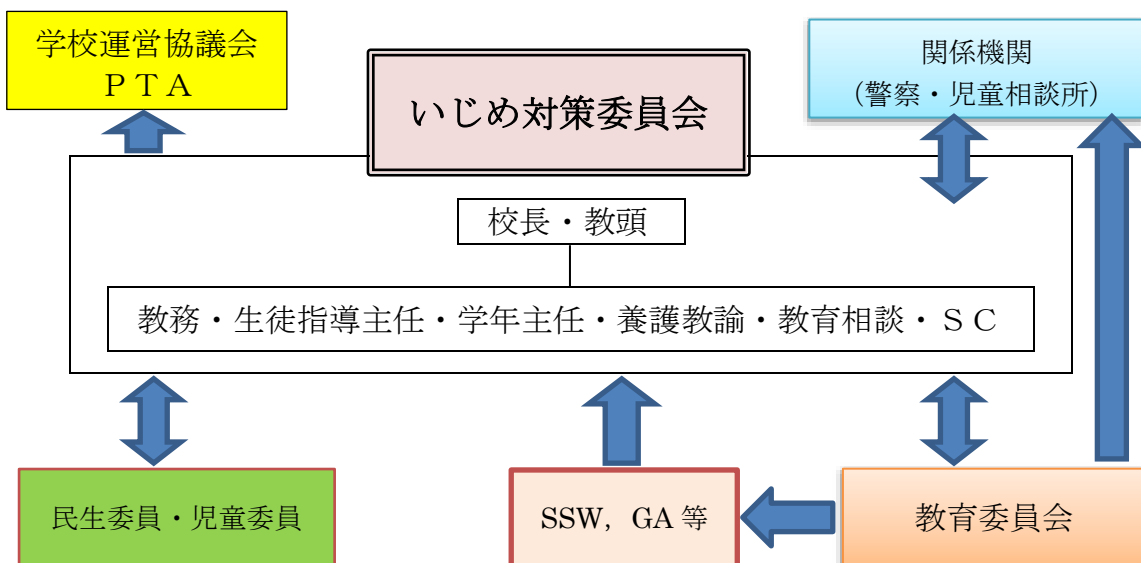 学校運営協議会
ＰＴＡ
いじめ対策委員会
関係機関
（警察・児童相談所）
校長・教頭
教務・生徒指導主任・学年主任・養護教諭・教育相談・ＳＣ
民生委員・児童委員
SSW，GA 等
教育委員会